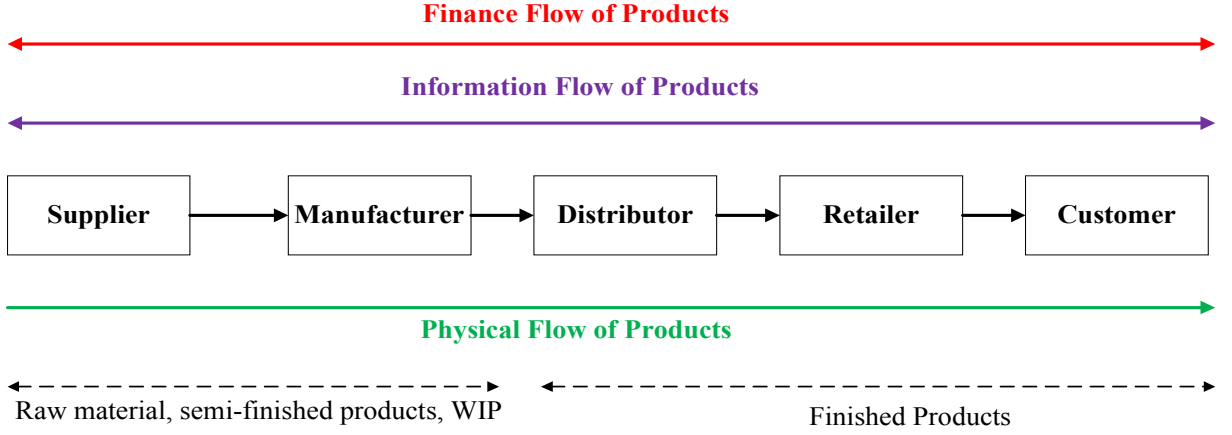 Finance Flow of Products
Information Flow of Products
Supplier
Manufacturer
Distributor
Retailer
Customer
Physical Flow of Products
Raw material, semi-finished products, WIP
Finished Products